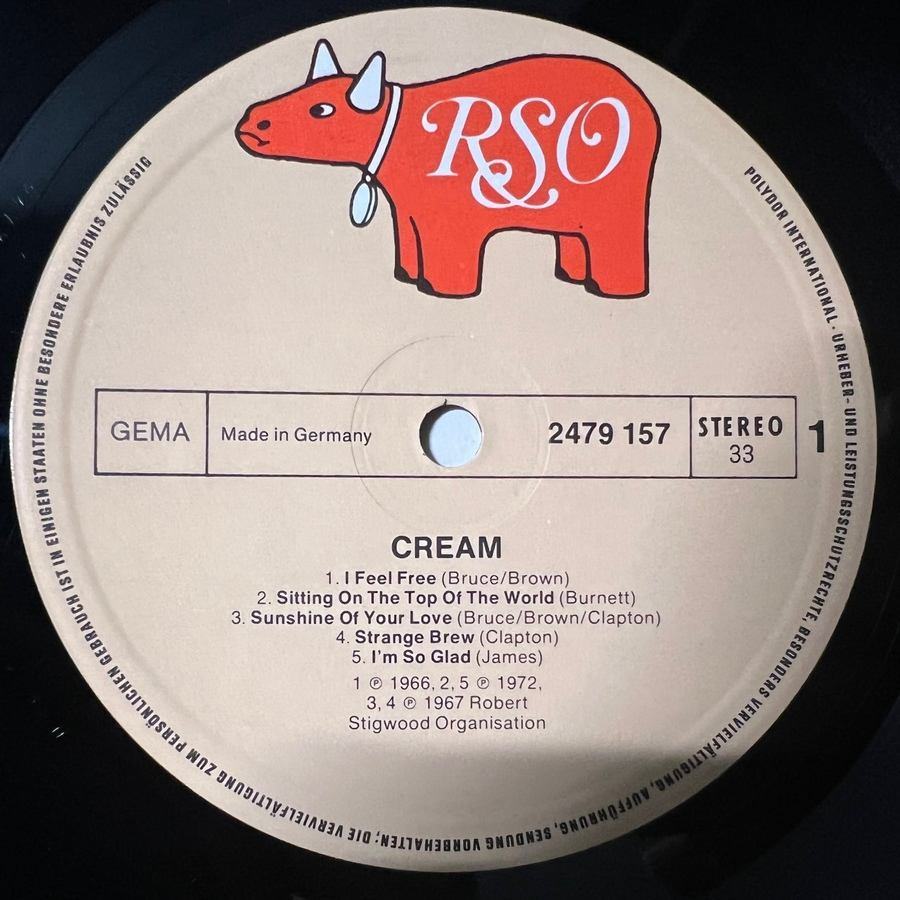 RSO
GEMA
Made in Germany
2479 157
STEREO
33
1
CREAM
1. I Feel Free (Bruce/Brown)
2. Sitting On The Top Of The World (Burnett)
3. Sunshine Of Your Love (Bruce/Brown/Clapton)
4. Strange Brew (Clapton)
5. I'm So Glad (James)
1 ℗ 1966, 2, 5 ℗ 1972,
3, 4 ℗ 1967 Robert
Stigwood Organisation
POLYDOR INTERNATIONAL · URHEBER- UND LEISTUNGSSCHUTZRECHTE, BESONDERS VERVIELFÄLTIGUNG, AUFFÜHRUNG, SENDUNG VORBEHALTEN; DIE VERVIELFÄLTIGUNG ZUM PERSÖNLICHEN GEBRAUCH IST IN EINIGEN STAATEN OHNE BESONDERE ERLAUBNIS ZULÄSSIG